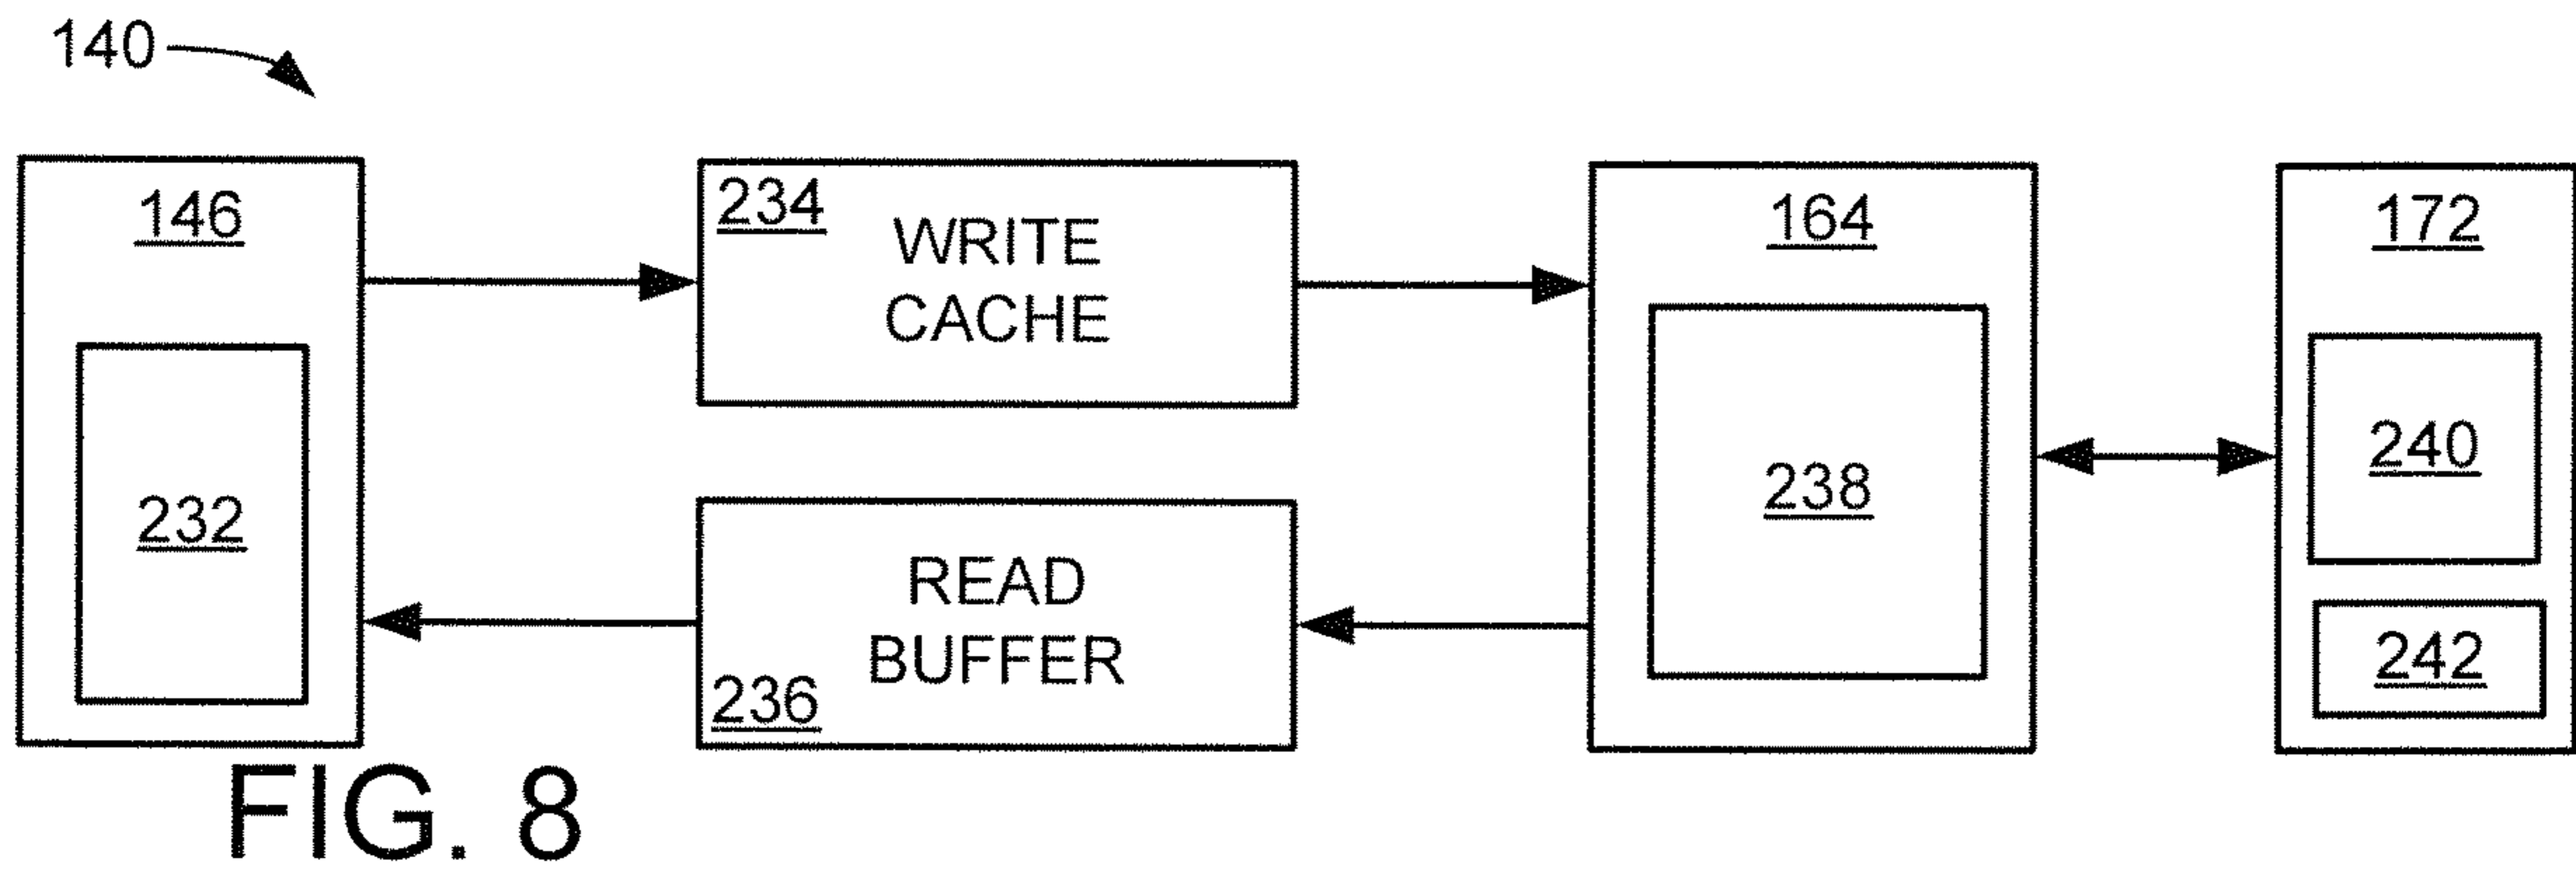 140
146
232
234
WRITE
CACHE
READ
BUFFER
236
164
238
172
240
242
FIG. 8